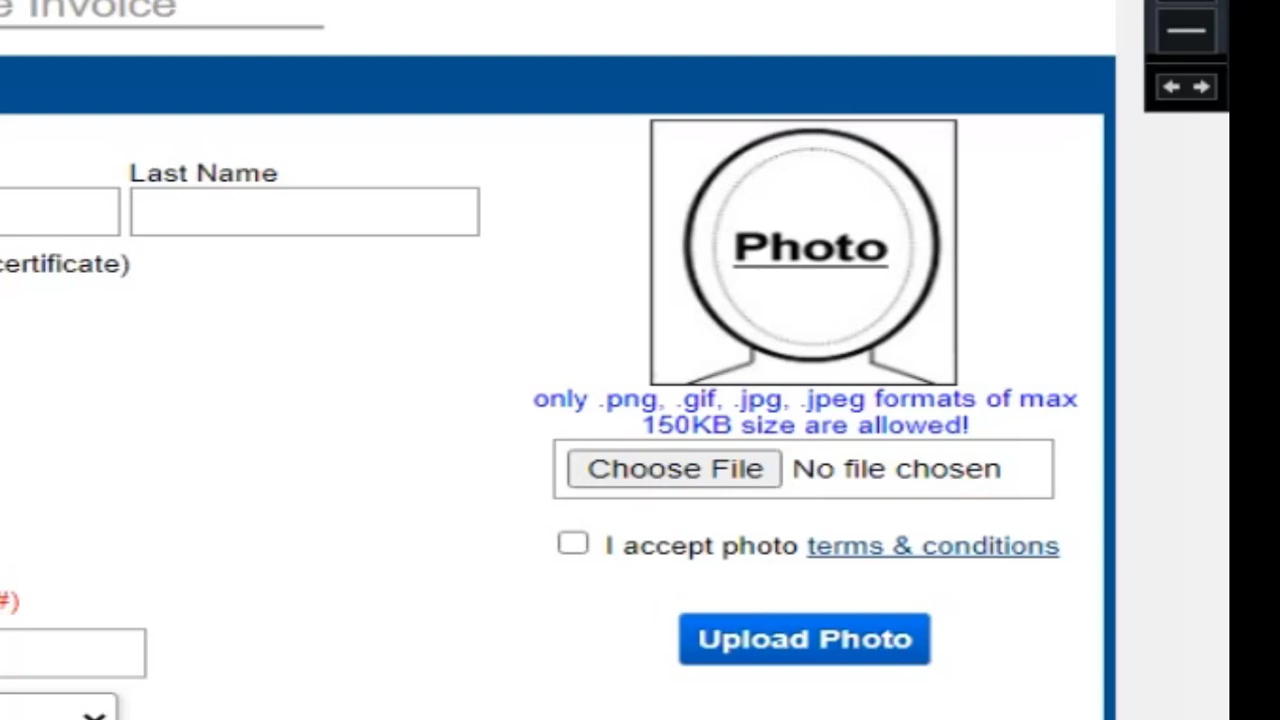 e Invoice
Last Name
certificate)
Photo
only .png, .gif, .jpg, .jpeg formats of max
150KB size are allowed!
Choose File No file chosen
I accept photo terms & conditions
#)
Upload Photo